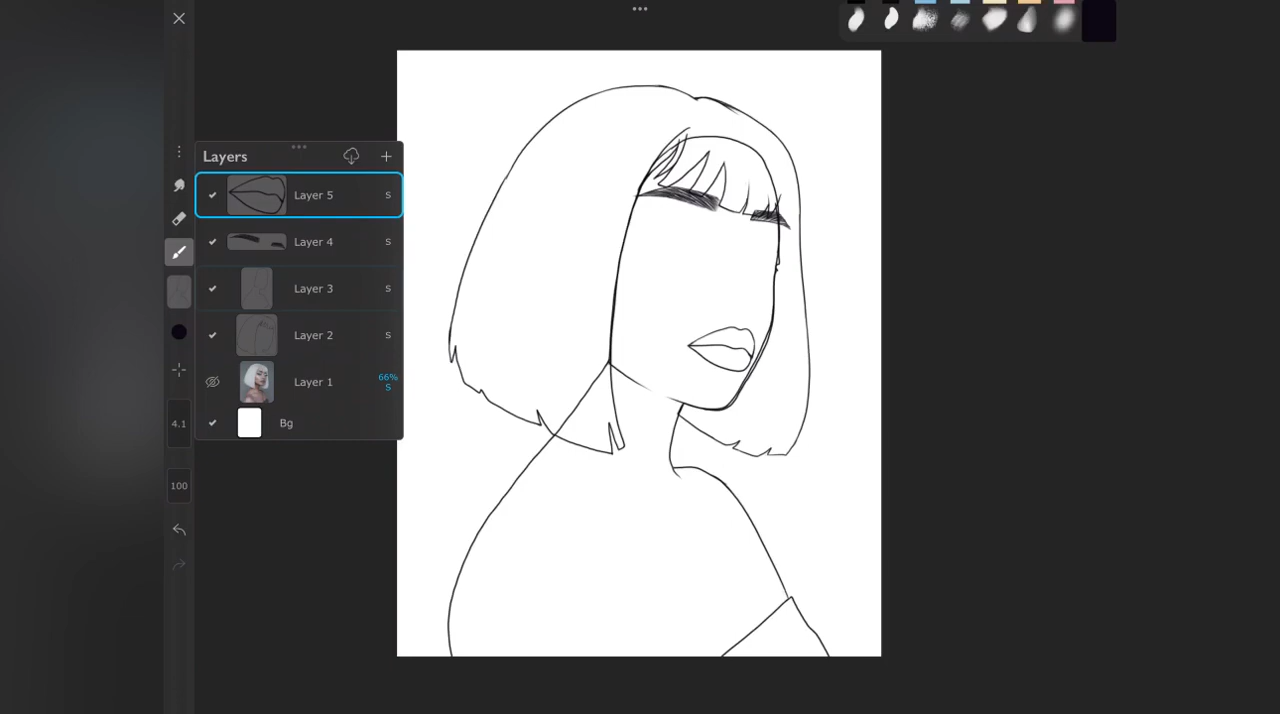 Layers
Layer 5 S
Layer 4 S
Layer 3 S
Layer 2 S
Layer 1 66% S
Bg
4.1
100